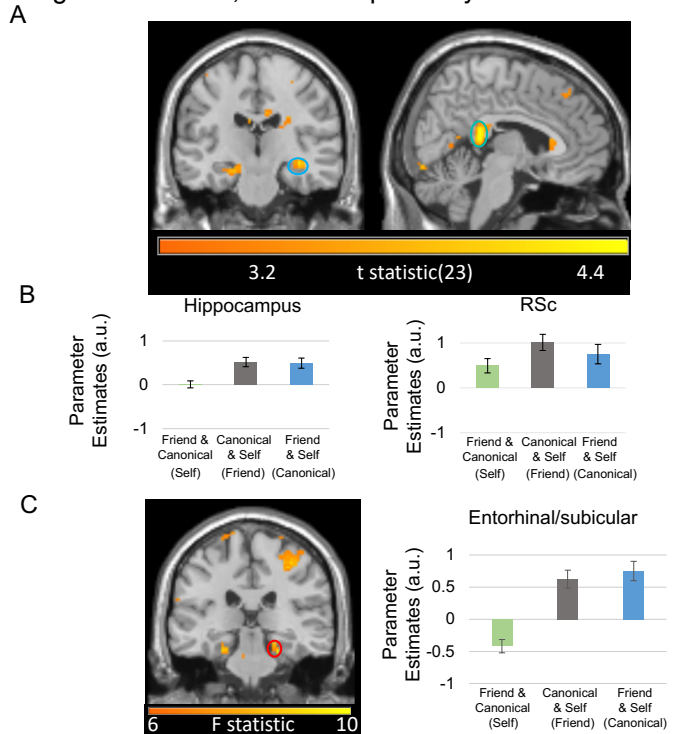 A
3.2 t statistic(23) 4.4
B
Hippocampus
Parameter
Estimates (a.u.)
1
0
-1
Friend &
Canonical
(Self)
Canonical
& Self
(Friend)
Friend
& Self
(Canonical)
RSc
Parameter
Estimates (a.u.)
1
0
-1
Friend &
Canonical
(Self)
Canonical
& Self
(Friend)
Friend
& Self
(Canonical)
C
6 F statistic 10
Entorhinal/subicular
Parameter
Estimates (a.u.)
1
0.5
0
-0.5
-1
Friend &
Canonical
(Self)
Canonical
& Self
(Friend)
Friend
& Self
(Canonical)